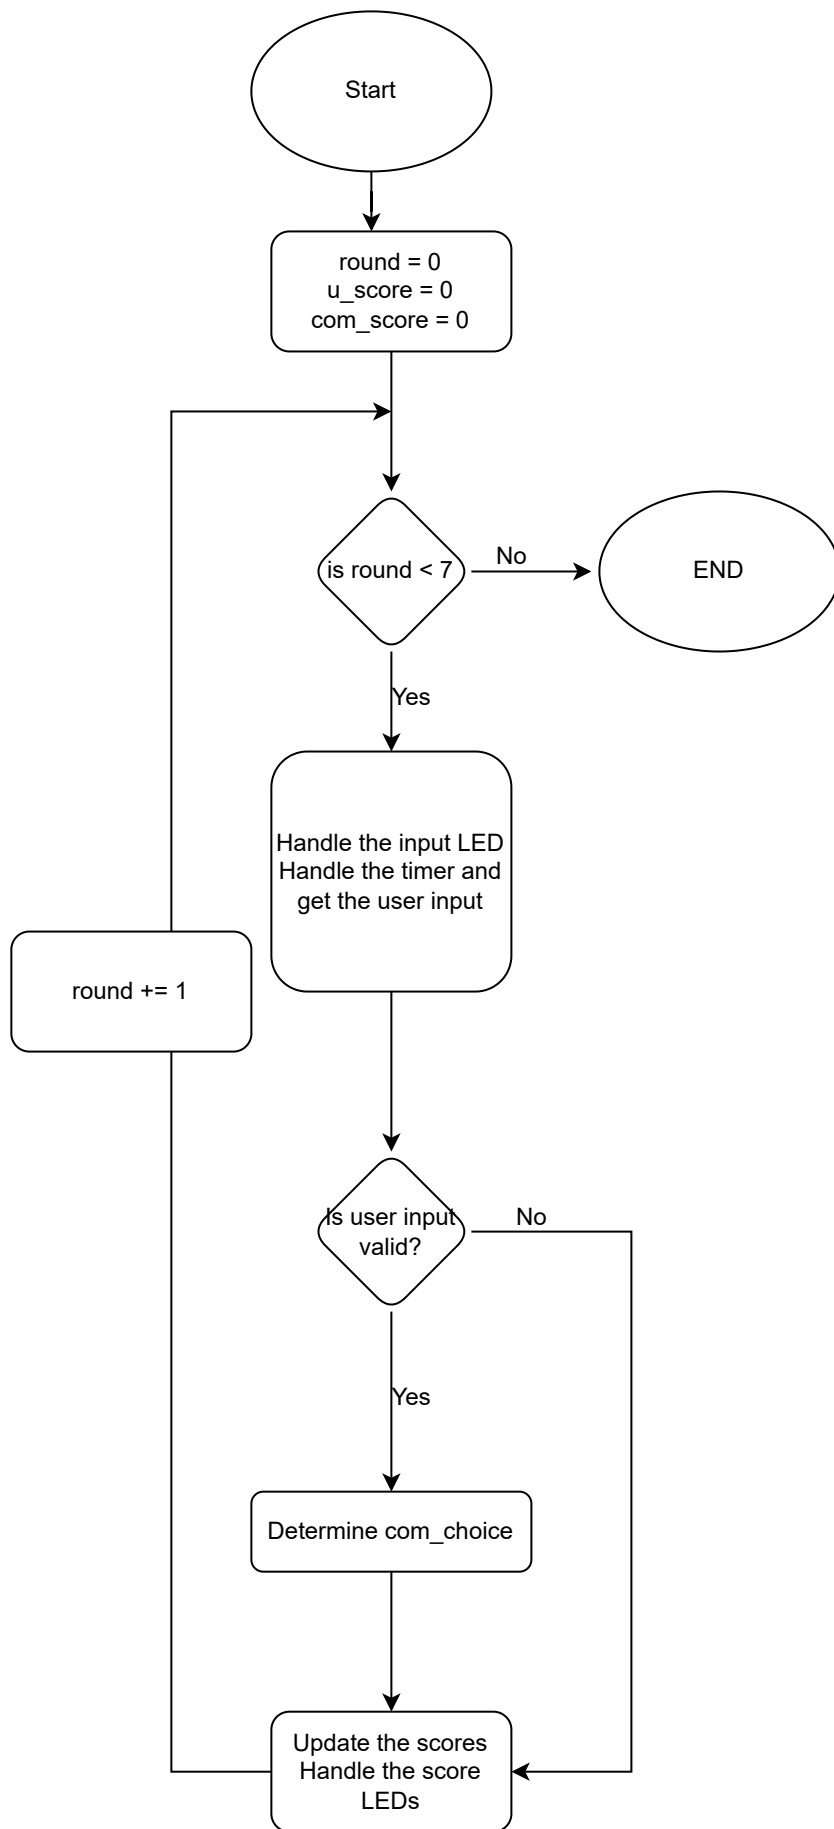 Start
round = 0
u_score = 0
com_score = 0
is round < 7
No
END
Yes
Handle the input LED
Handle the timer and
get the user input
round += 1
Is user input
valid?
No
Yes
Determine com_choice
Update the scores
Handle the score
LEDs